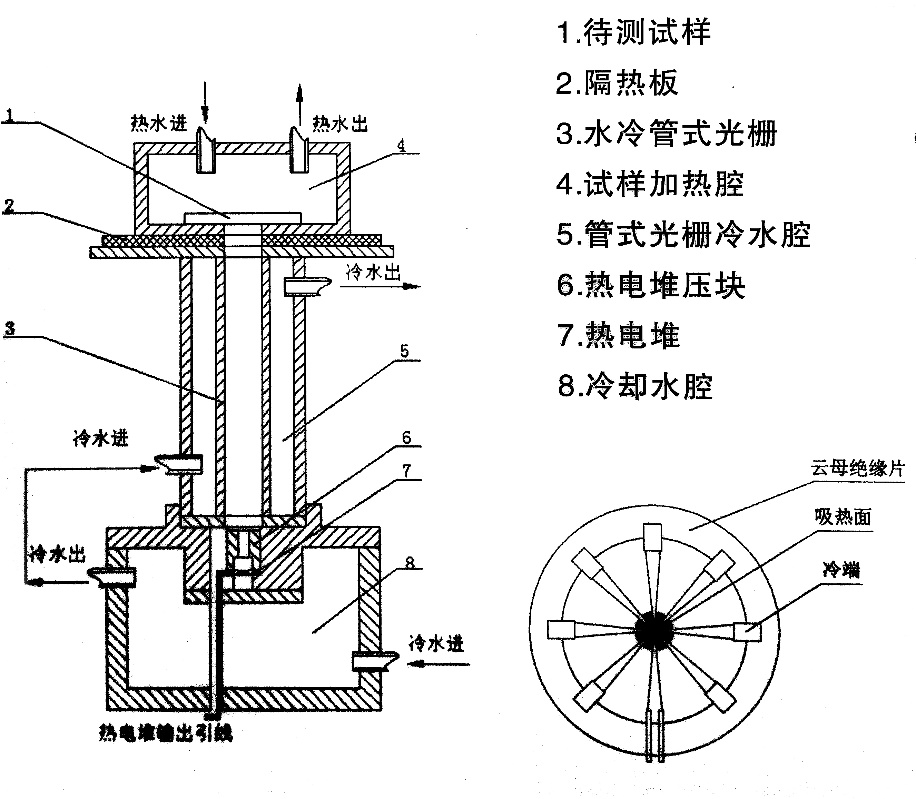 1.待测试样
2.隔热板
3.水冷管式光栅
4.试样加热腔
5.管式光栅冷水腔
6.热电堆压块
7.热电堆
8.冷却水腔
热水进
热水出
1
4
2
冷水出
3
5
冷水进
6
7
冷水出
8
冷水进
热电堆输出引线
云母绝缘片
吸热面
冷端